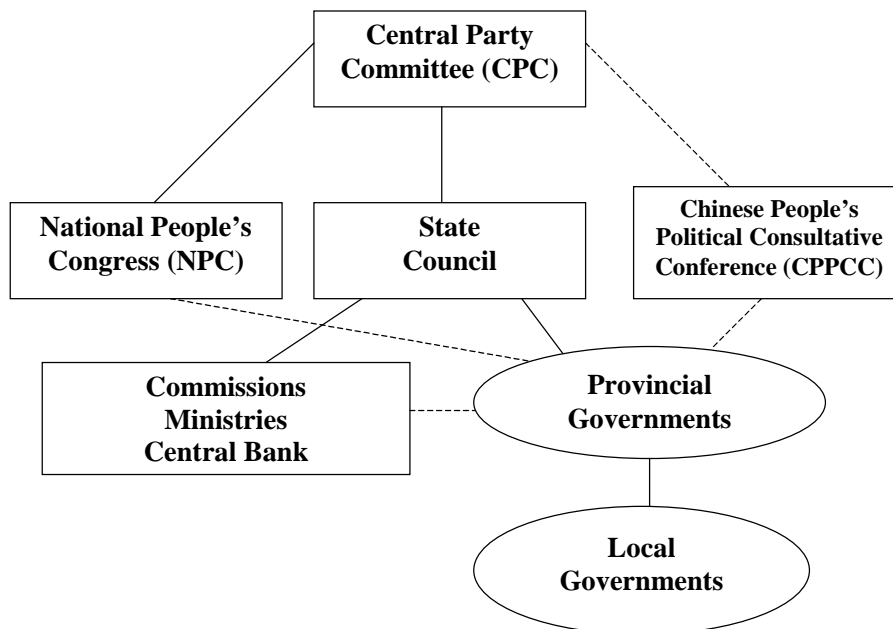 Central Party
Committee (CPC)
National People’s
Congress (NPC)
State
Council
Chinese People’s
Political Consultative
Conference (CPPCC)
Commissions
Ministries
Central Bank
Provincial
Governments
Local
Governments